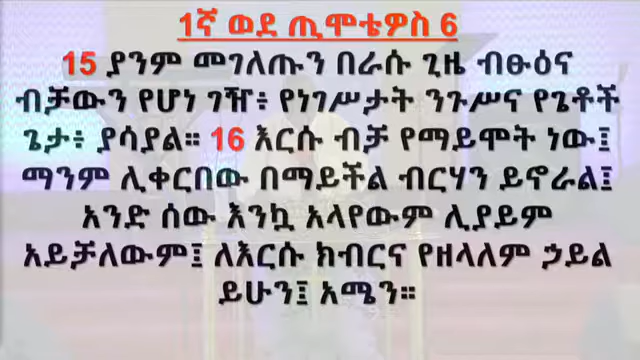 1ኛ ወደ ጢሞቴዎስ 6
15 ያንም መገለጡን በራሱ ጊዜ ብፁዕና
ብቻውን የሆነ ገዥ፥ የነገሥታት ንጉሥና የጌቶች
ጌታ፥ ያሳያል። 16 እርሱ ብቻ የማይሞት ነው፤
ማንም ሊቀርበው በማይችል ብርሃን ይኖራል፤
አንድ ሰው እንኳ አላየውም ሊያይም
አይቻለውም፤ ለእርሱ ክብርና የዘላለም ኃይል
ይሁን፤ አሜን።